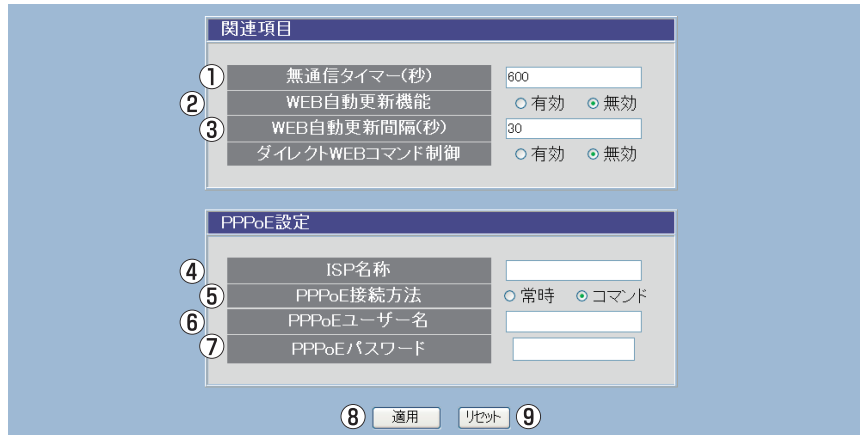 関連項目
① 無通信タイマー(秒) 600
② WEB自動更新機能 有効 無効
③ WEB自動更新間隔(秒) 30
ダイレクトWEBコマンド制御 有効 無効
PPPoE設定
④ ISP名称
⑤ PPPoE接続方法 常時 コマンド
⑥ PPPoEユーザー名
⑦ PPPoEパスワード
⑧ 適用 リセット ⑨